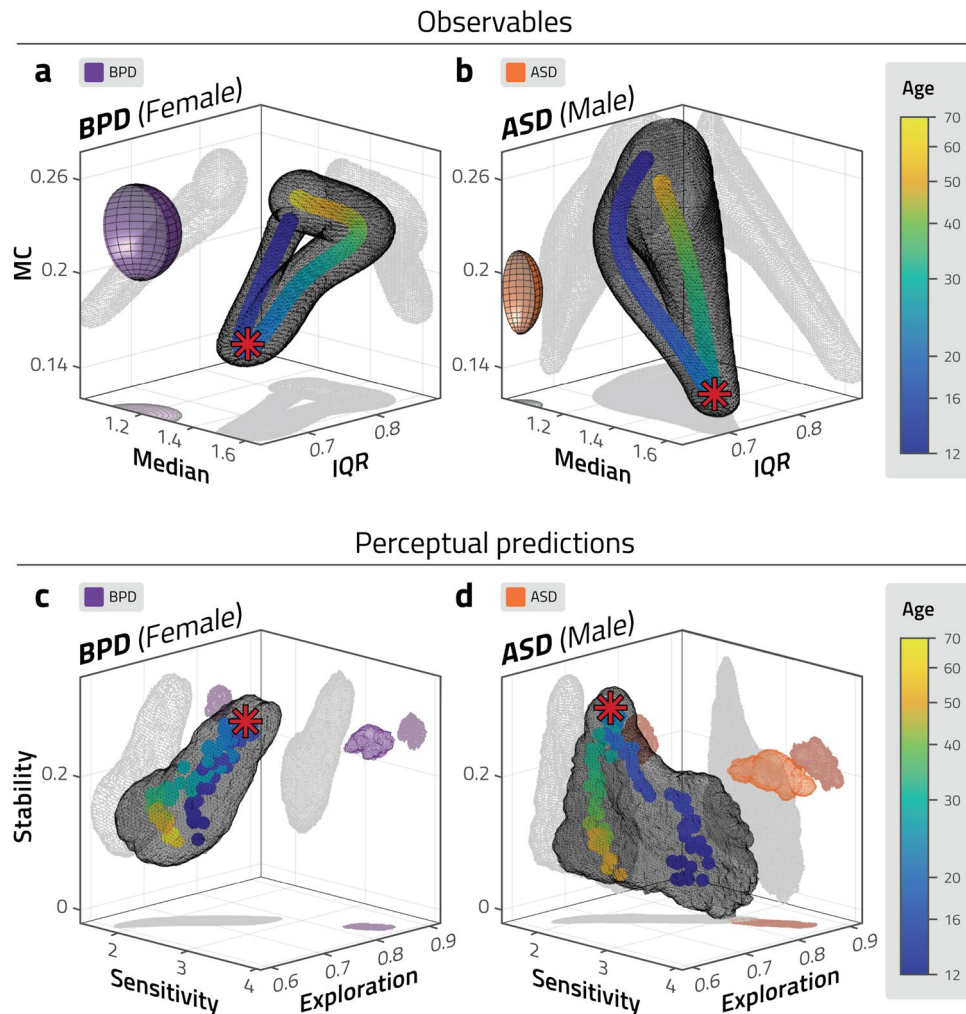 Observables
a
BPD
BPD (Female)
0.26
0.2
0.14
MC
1.2
1.4
1.6
Median
0.7
0.8
IQR
b
ASD
ASD (Male)
0.26
0.2
0.14
MC
1.2
1.4
1.6
Median
0.7
0.8
IQR
Age
70
60
50
40
30
20
16
12
Perceptual predictions
c
BPD
BPD (Female)
0.2
0
Stability
2
3
4
Sensitivity
0.6
0.7
0.8
0.9
Exploration
d
ASD
ASD (Male)
0.2
0
2
3
4
Sensitivity
0.6
0.7
0.8
0.9
Exploration
Age
70
60
50
40
30
20
16
12